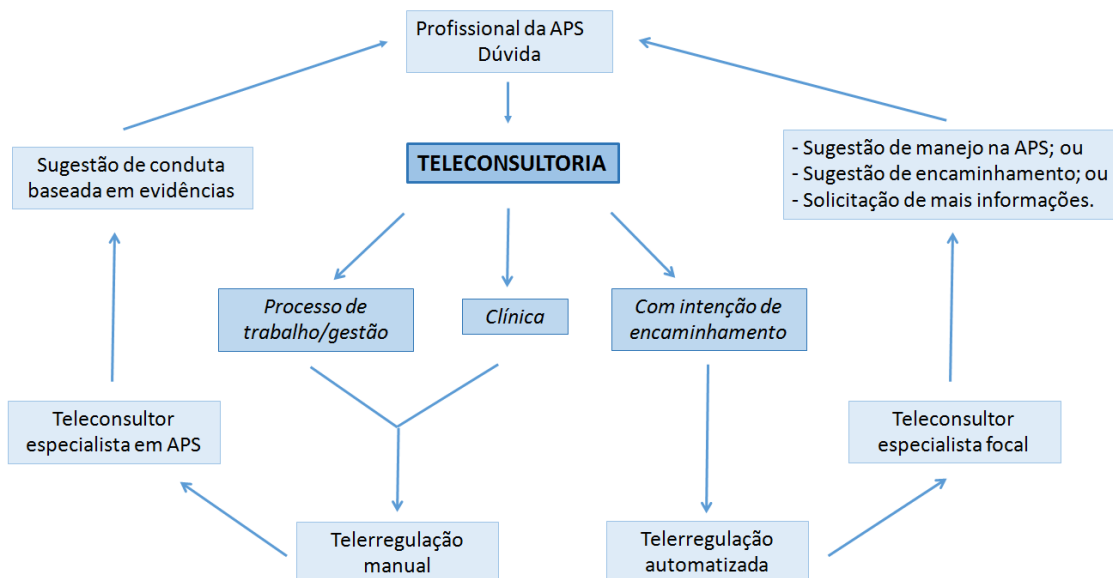 Profissional da APS
Dúvida
TELECONSULTORIA
Sugestão de conduta
baseada em evidências
- Sugestão de manejo na APS; ou
- Sugestão de encaminhamento; ou
- Solicitação de mais informações.
Processo de
trabalho/gestão
Clínica
Com intenção de
encaminhamento
Teleconsultor
especialista em APS
Teleconsultor
especialista focal
Telerregulação
manual
Telerregulação
automatizada